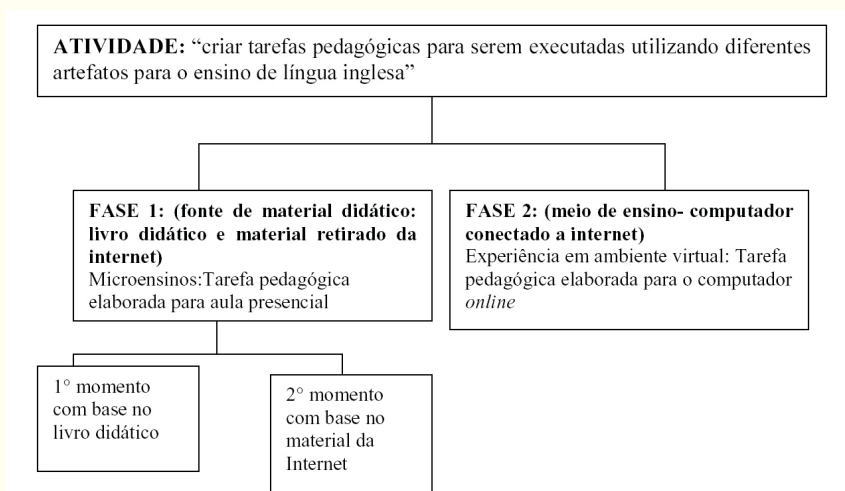 ATIVIDADE: “criar tarefas pedagógicas para serem executadas utilizando diferentes
artefatos para o ensino de língua inglesa”
FASE 1: (fonte de material didático:
livro didático e material retirado da
internet)
Microensinos:Tarefa pedagógica
elaborada para aula presencial
FASE 2: (meio de ensino- computador
conectado a internet)
Experiência em ambiente virtual: Tarefa
pedagógica elaborada para o computador
online
1° momento
com base no
livro didático
2° momento
com base no
material da
Internet